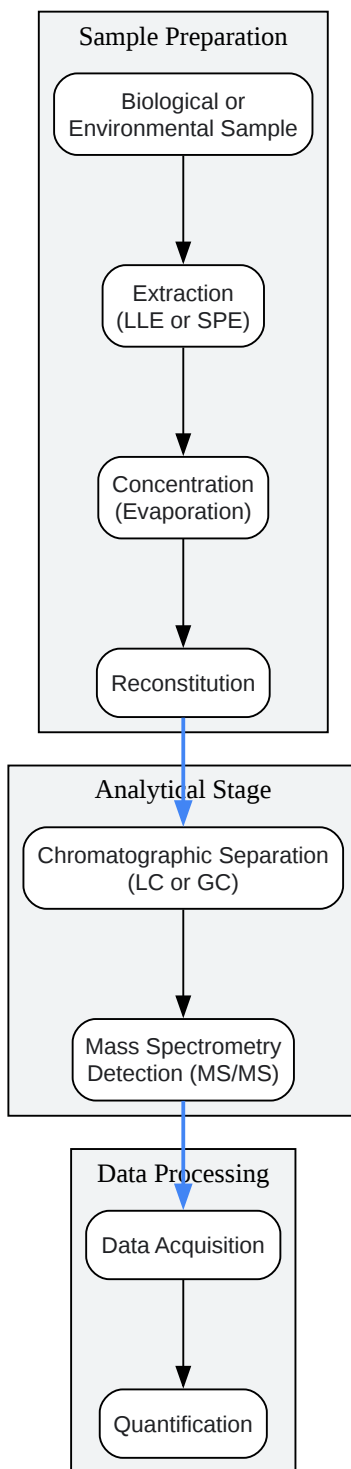 Sample Preparation
Biological or
Environmental Sample
Extraction
(LLE or SPE)
Concentration
(Evaporation)
Reconstitution
Analytical Stage
Chromatographic Separation
(LC or GC)
Mass Spectrometry
Detection (MS/MS)
Data Processing
Data Acquisition
Quantification